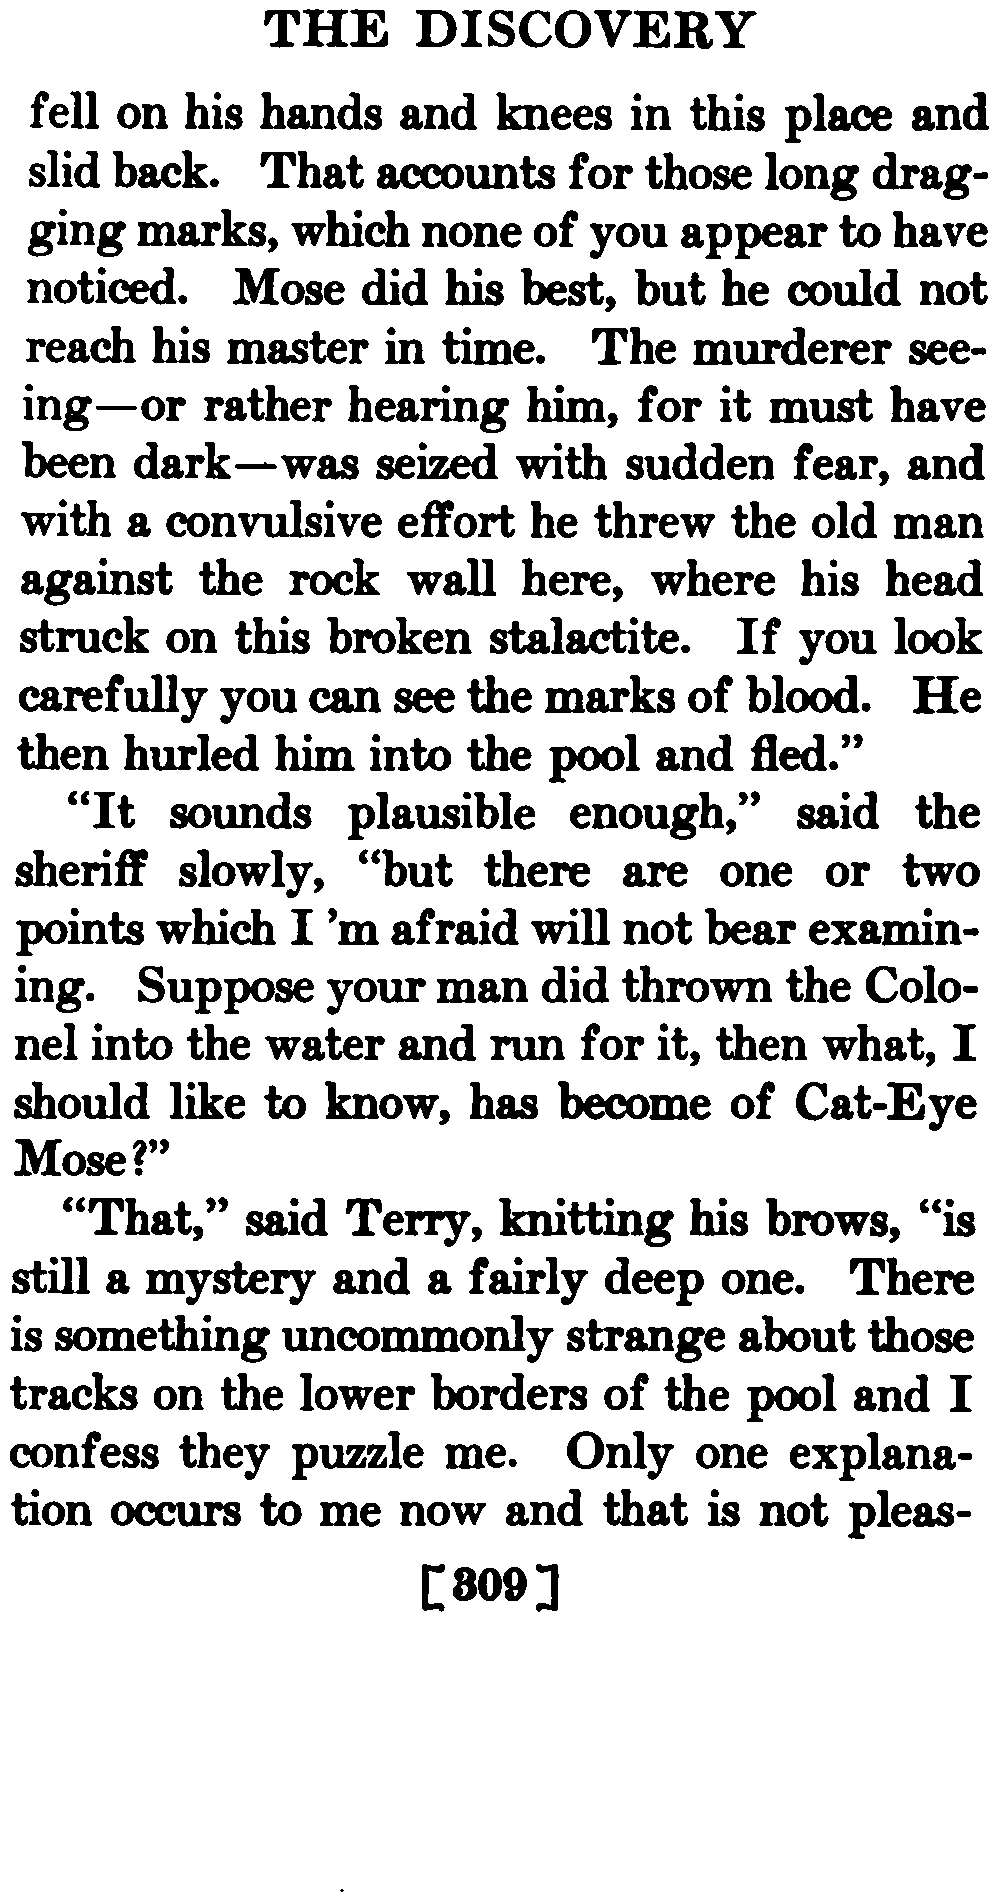 THE DISCOVERY
fell on his hands and knees in this place and
slid back. That accounts for those long drag-
ging marks, which none of you appear to have
noticed. Mose did his best, but he could not
reach his master in time. The murderer see-
ing—or rather hearing him, for it must have
been dark—was seized with sudden fear, and
with a convulsive effort he threw the old man
against the rock wall here, where his head
struck on this broken stalactite. If you look
carefully you can see the marks of blood. He
then hurled him into the pool and fled.”
“It sounds plausible enough,” said the
sheriff slowly, “but there are one or two
points which I ’m afraid will not bear examin-
ing. Suppose your man did thrown the Colo-
nel into the water and run for it, then what, I
should like to know, has become of Cat-Eye
Mose?”
“That,” said Terry, knitting his brows, “is
still a mystery and a fairly deep one. There
is something uncommonly strange about those
tracks on the lower borders of the pool and I
confess they puzzle me. Only one explana-
tion occurs to me now and that is not pleas-
[309]